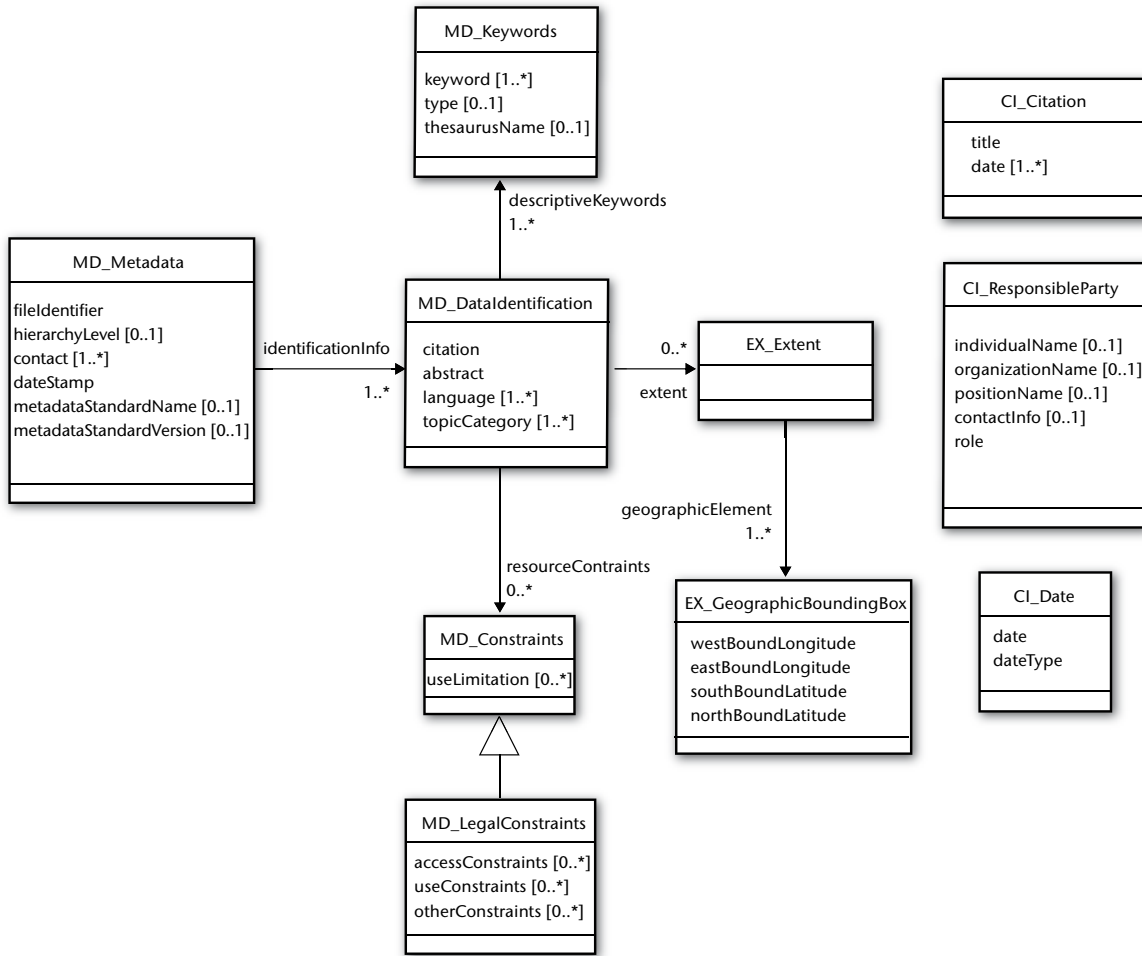 MD_Keywords
keyword [1..*]
type [0..1]
thesaurusName [0..1]
descriptiveKeywords
1..*
MD_Metadata
fileIdentifier
hierarchyLevel [0..1]
contact [1..*]
dateStamp
metadataStandardName [0..1]
metadataStandardVersion [0..1]
identificationInfo
1..*
MD_DataIdentification
citation
abstract
language [1..*]
topicCategory [1..*]
0..*
extent
EX_Extent
geographicElement
1..*
resourceContraints
0..*
MD_Constraints
useLimitation [0..*]
EX_GeographicBoundingBox
westBoundLongitude
eastBoundLongitude
southBoundLatitude
northBoundLatitude
MD_LegalConstraints
accessConstraints [0..*]
useConstraints [0..*]
otherConstraints [0..*]
CI_Citation
title
date [1..*]
CI_ResponsibleParty
individualName [0..1]
organizationName [0..1]
positionName [0..1]
contactInfo [0..1]
role
CI_Date
date
dateType